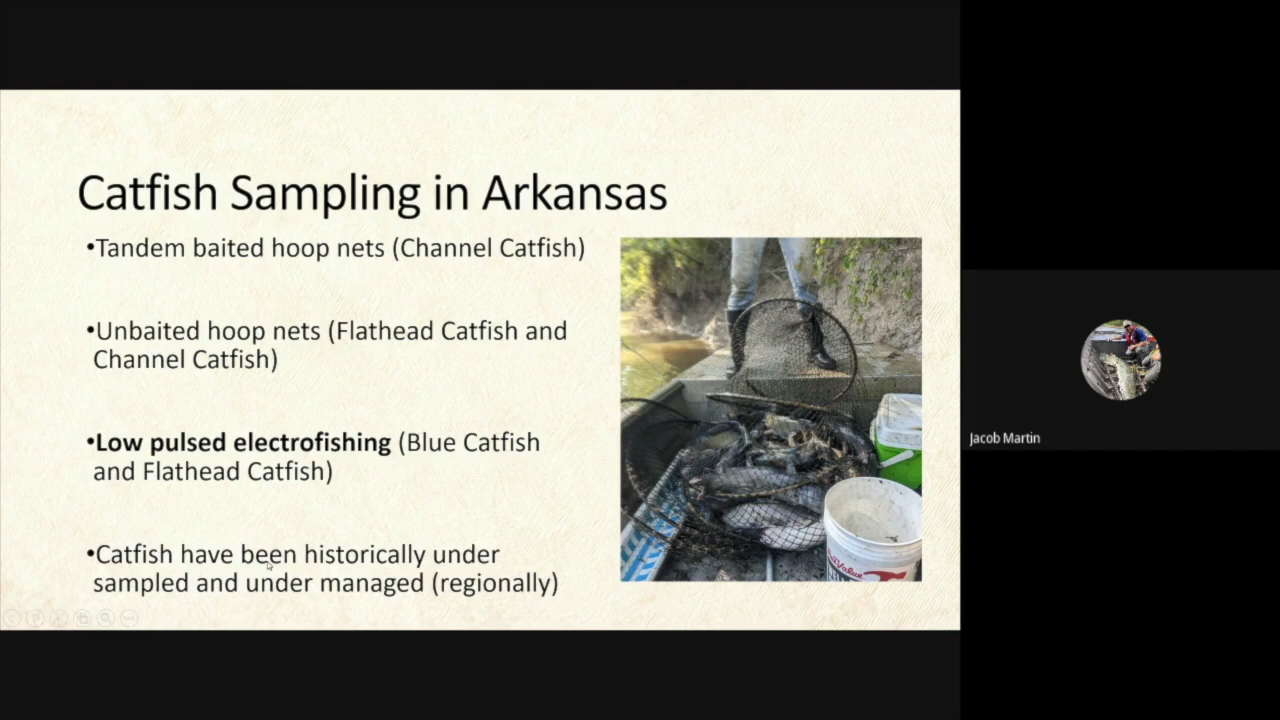 Catfish Sampling in Arkansas
•Tandem baited hoop nets (Channel Catfish)
•Unbaited hoop nets (Flathead Catfish and
Channel Catfish)
•Low pulsed electrofishing (Blue Catfish
and Flathead Catfish)
•Catfish have been historically under
sampled and under managed (regionally)
Jacob Martin
Value